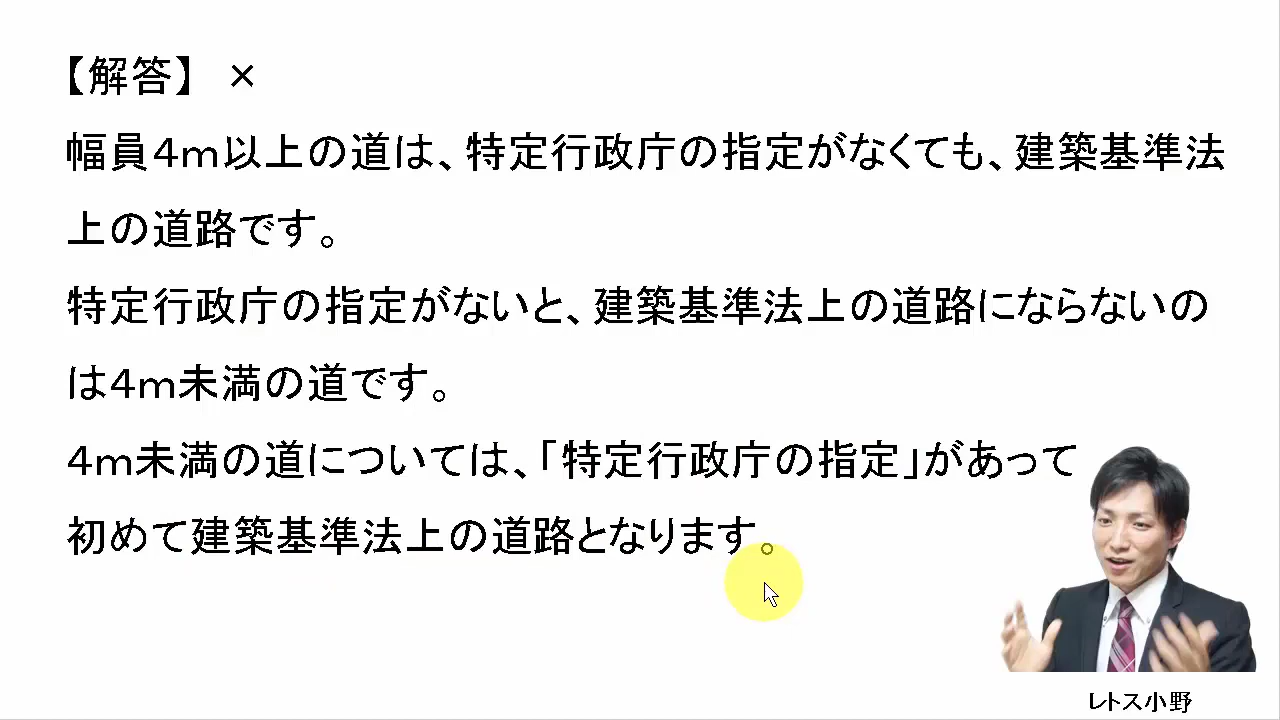 【解答】　×
幅員４ｍ以上の道は、特定行政庁の指定がなくても、建築基準法
上の道路です。
特定行政庁の指定がないと、建築基準法上の道路にならないの
は４ｍ未満の道です。
４ｍ未満の道については、「特定行政庁の指定」があって
初めて建築基準法上の道路となります。
レトス小野